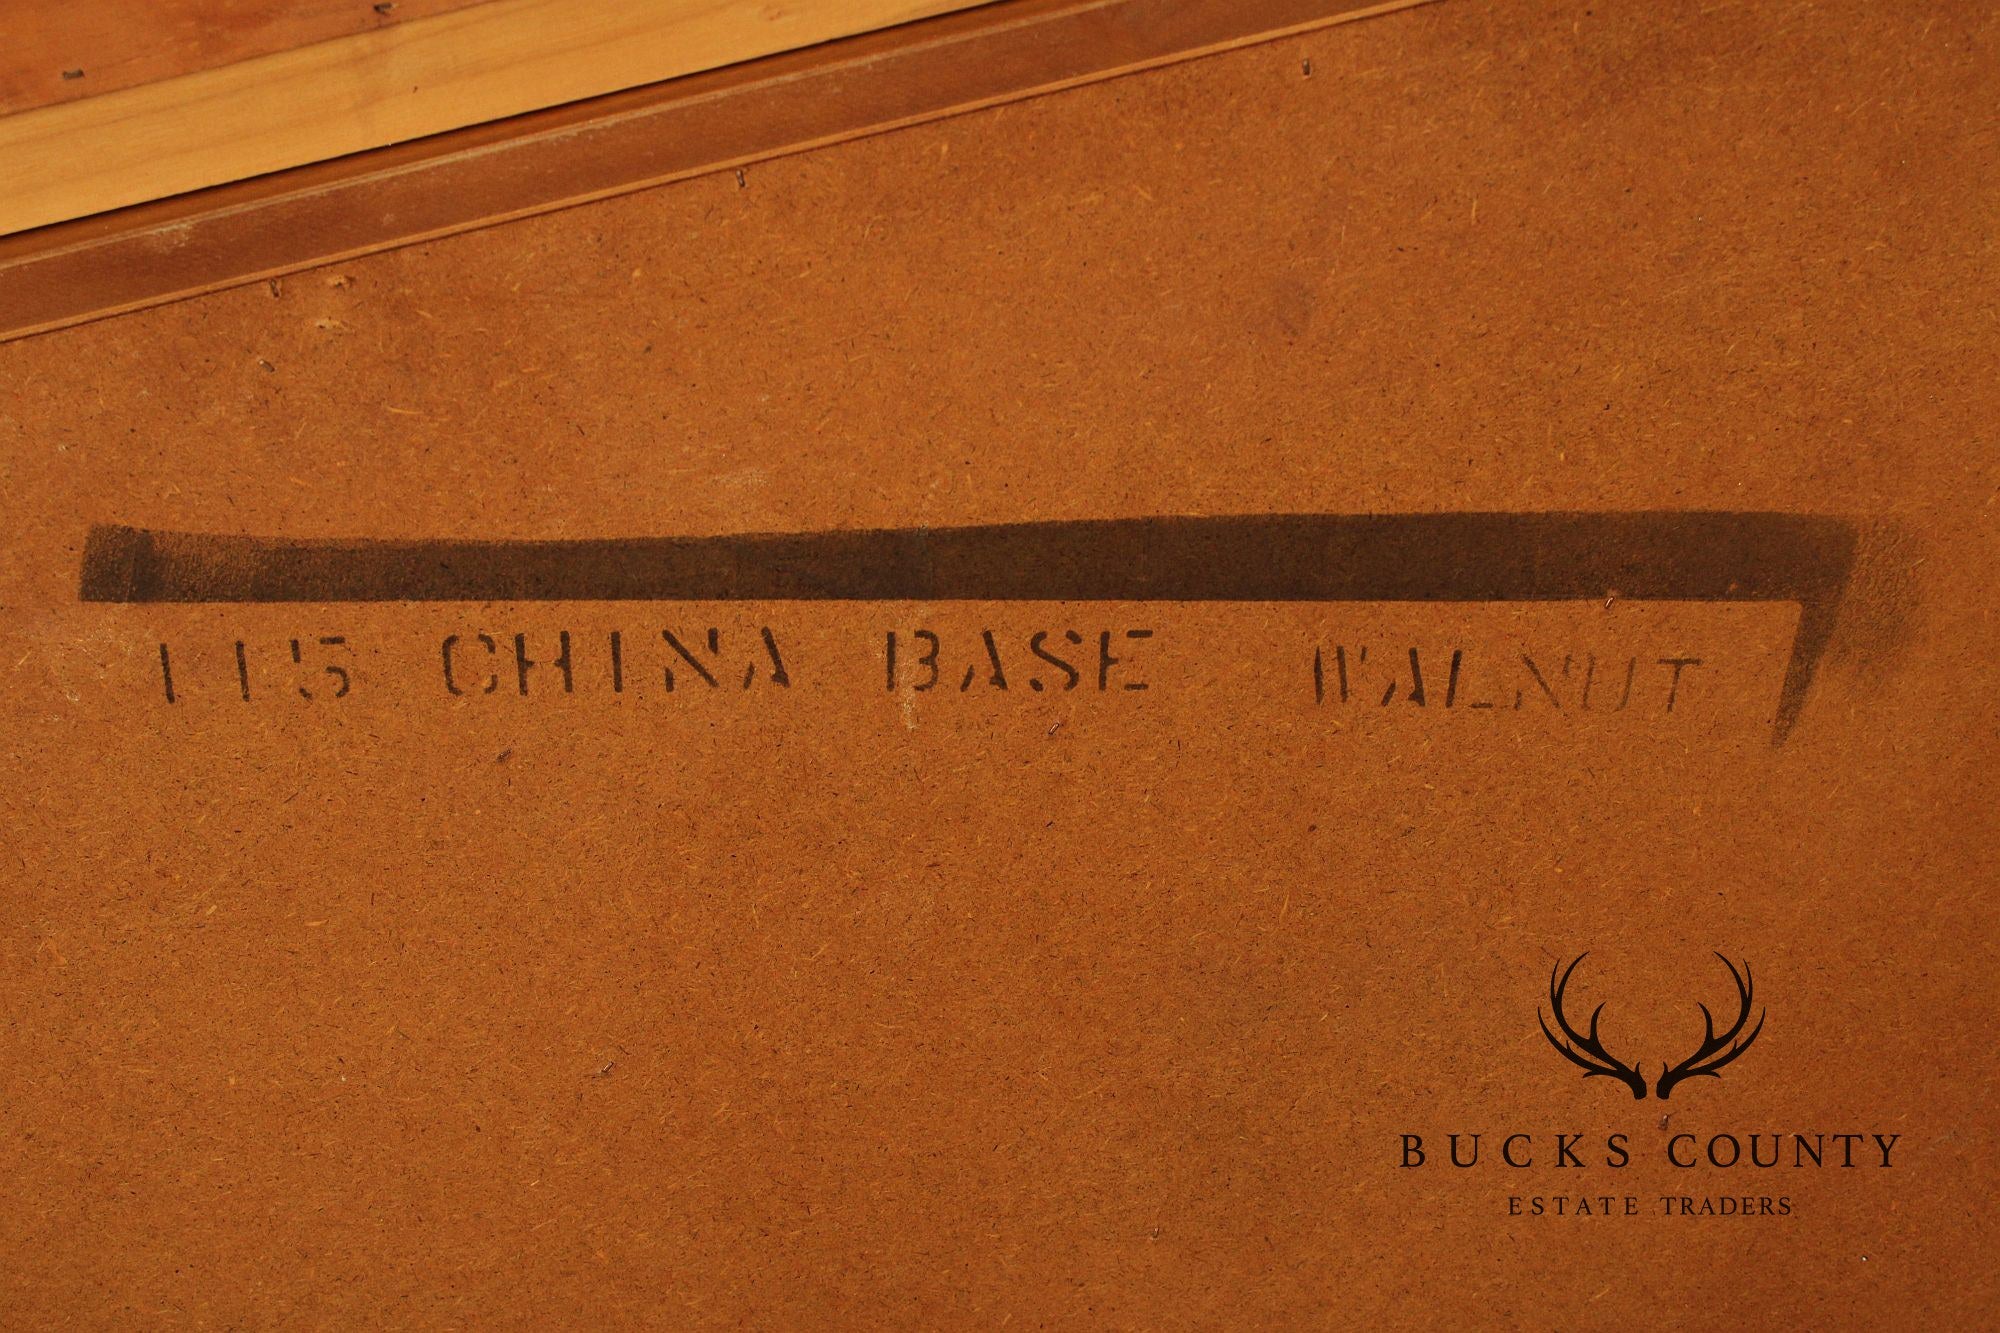 115 CHINA BASE WALNUT
BUCKS COUNTY
ESTATE TRADERS